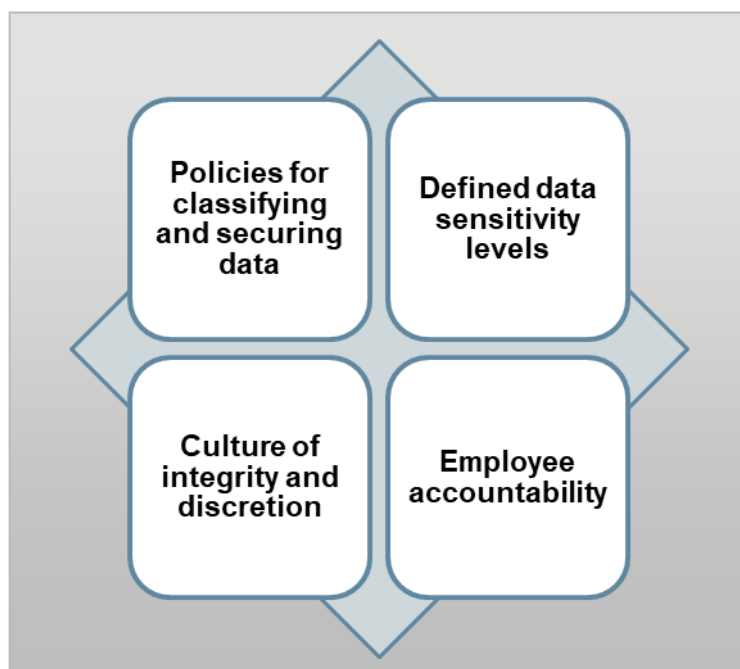 Policies for
classifying
and securing
data
Defined data
sensitivity
levels
Culture of
integrity and
discretion
Employee
accountability